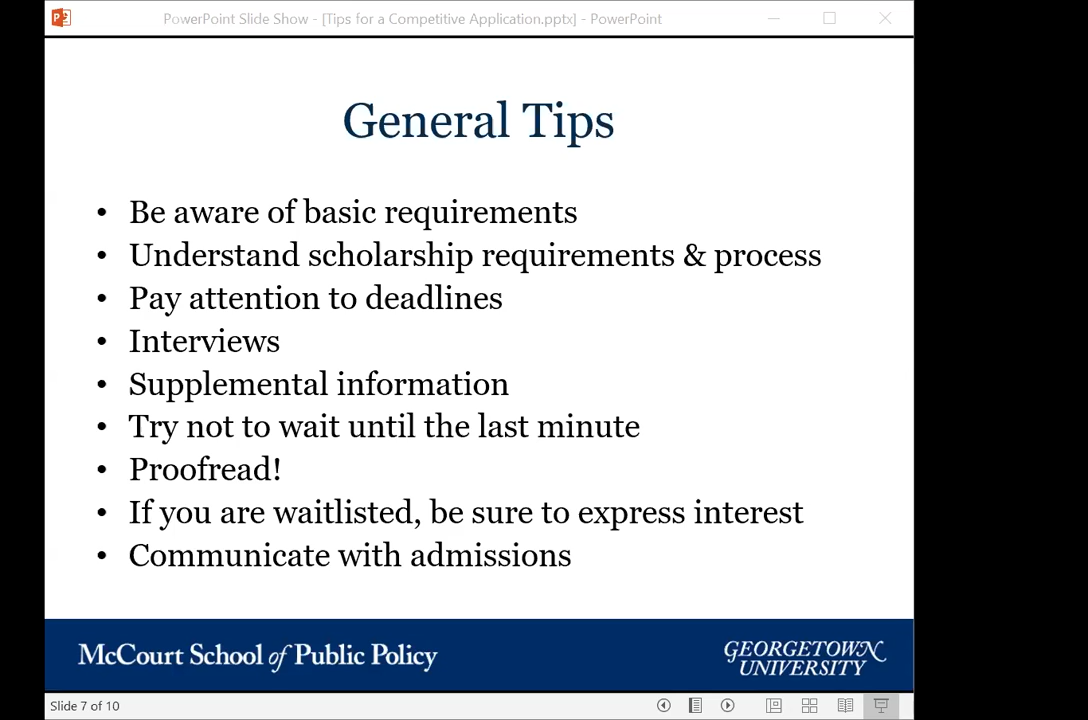 PowerPoint Slide Show - [Tips for a Competitive Application.pptx] - PowerPoint
General Tips
• Be aware of basic requirements
• Understand scholarship requirements & process
• Pay attention to deadlines
• Interviews
• Supplemental information
• Try not to wait until the last minute
• Proofread!
• If you are waitlisted, be sure to express interest
• Communicate with admissions
McCourt School of Public Policy
GEORGETOWN
UNIVERSITY
Slide 7 of 10